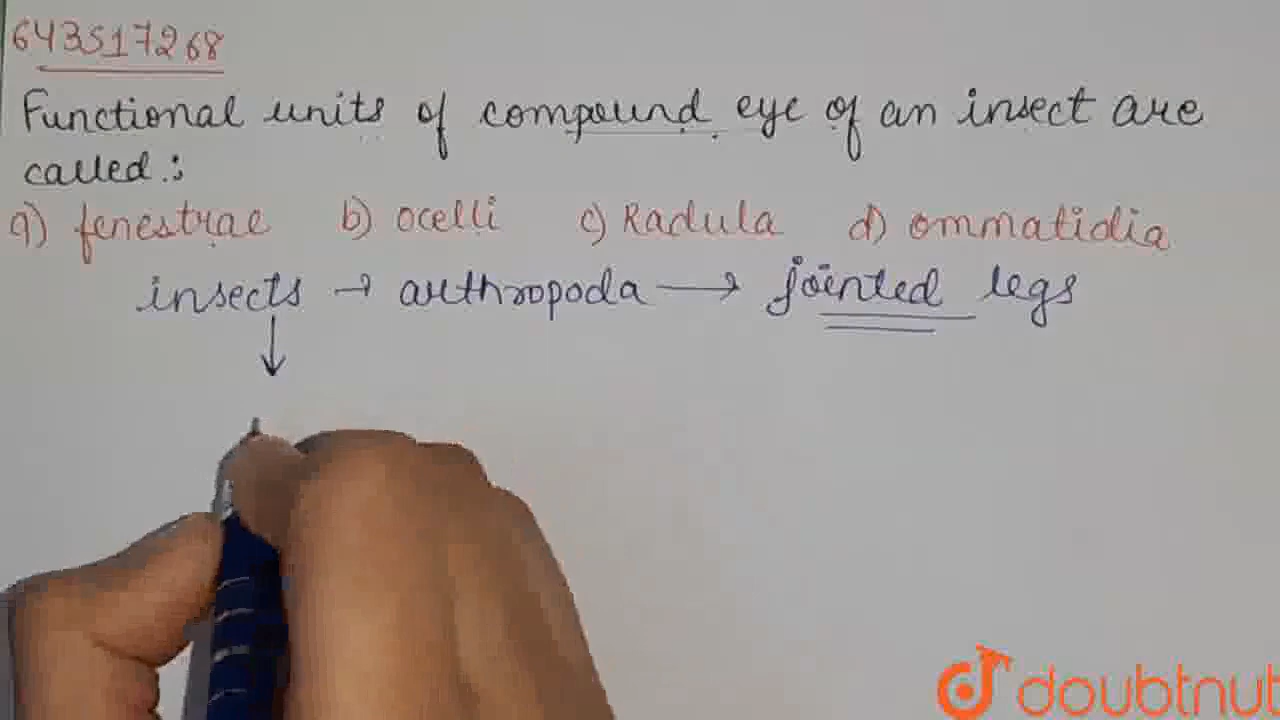 643517268
Functional units of compound eye of an insect are
called :
a) fenestrae b) ocelli c) Radula d) ommatidia
insects → arthropoda → jointed legs
↓
doubtnut